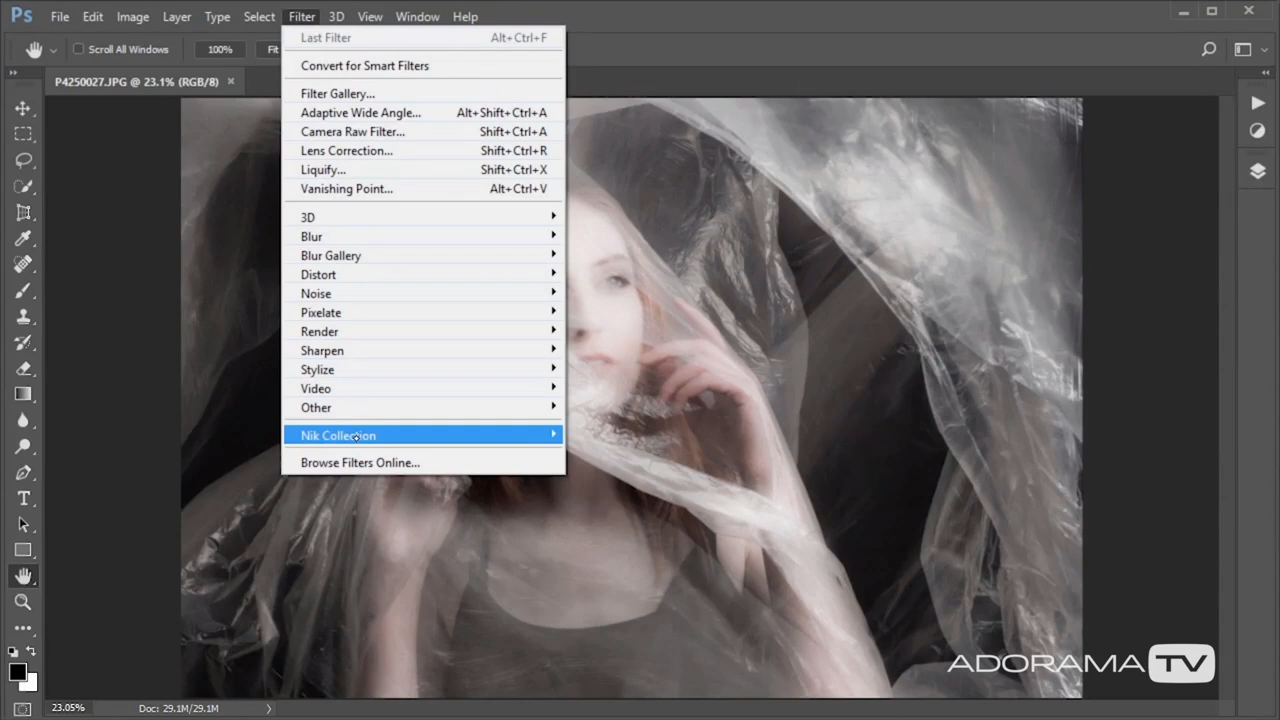 Ps File Edit Image Layer Type Select Filter 3D View Window Help
Scroll All Windows 100% Fit
P4250027.JPG @ 23.1% (RGB/8) ×
Last Filter Alt+Ctrl+F
Convert for Smart Filters
Filter Gallery...
Adaptive Wide Angle... Alt+Shift+Ctrl+A
Camera Raw Filter... Shift+Ctrl+A
Lens Correction... Shift+Ctrl+R
Liquify... Shift+Ctrl+X
Vanishing Point... Alt+Ctrl+V
3D
Blur
Blur Gallery
Distort
Noise
Pixelate
Render
Sharpen
Stylize
Video
Other
Nik Collection
Browse Filters Online...
ADORAMA TV
23.05% Doc: 29.1M/29.1M